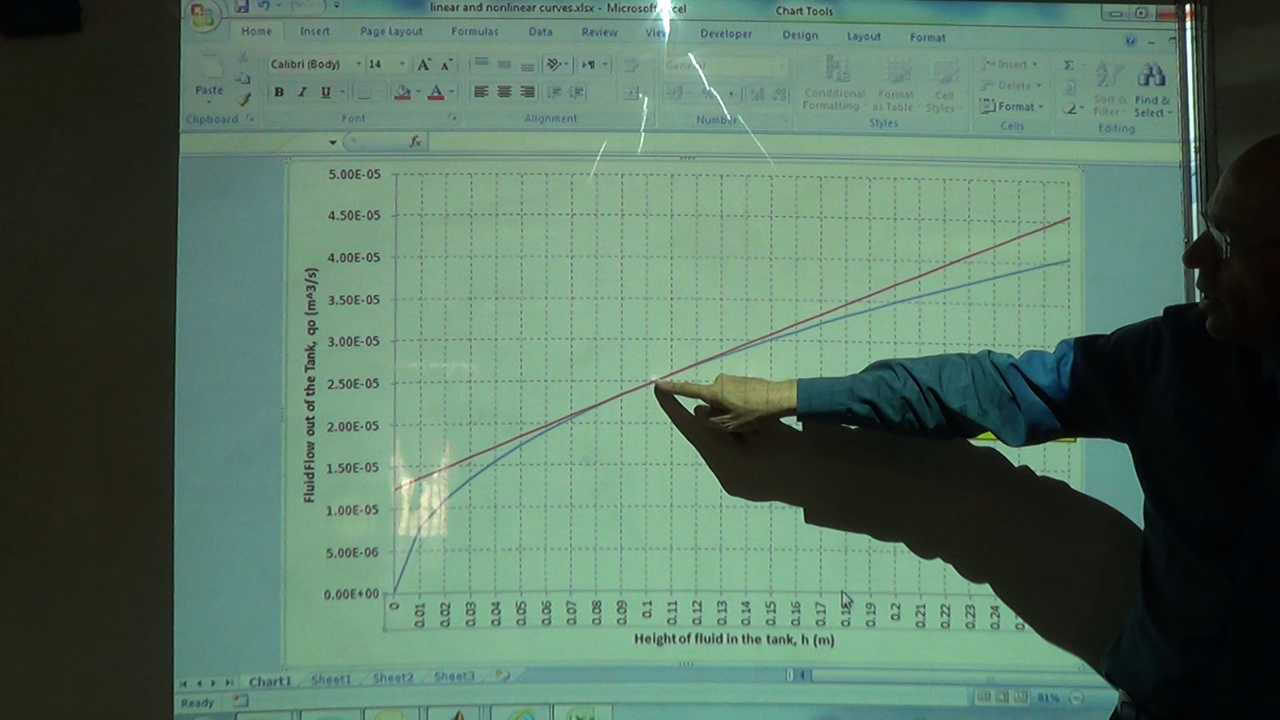 linear and nonlinear curves.xlsx - Microsoft Excel Chart Tools
Home Insert Page Layout Formulas Data Review View Developer Design Layout Format
Paste
Calibri (Body) 14 A A
B I U A
General
%
Conditional Formatting
Format as Table
Cell Styles
Insert
Delete
Format
Σ
Sort & Filter
Find & Select
Clipboard Font Alignment Number Styles Cells Editing
fx
5.00E-05
4.50E-05
4.00E-05
3.50E-05
3.00E-05
2.50E-05
2.00E-05
1.50E-05
1.00E-05
5.00E-06
0.00E+00
Fluid Flow out of the Tank, qo (m^3/s)
0 0.01 0.02 0.03 0.04 0.05 0.06 0.07 0.08 0.09 0.1 0.11 0.12 0.13 0.14 0.15 0.16 0.17 0.18 0.19 0.2 0.21 0.22 0.23 0.24
Height of fluid in the tank, h (m)
Chart1 Sheet1 Sheet2 Sheet3
Ready 81%